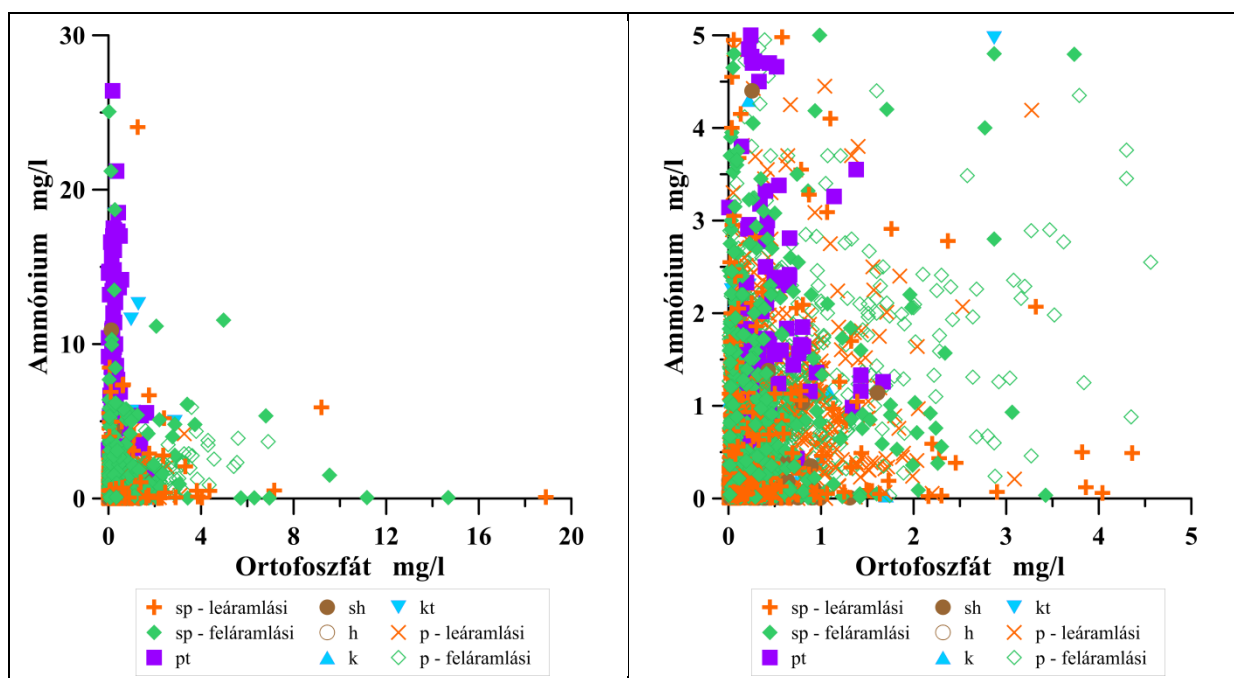 30
20
10
0
Ammónium mg/l
0 4 8 12 16 20
Ortofoszfát mg/l
sp - leáramlási sh kt
sp - feláramlási h p - leáramlási
pt k p - feláramlási
5
4
3
2
1
0
Ammónium mg/l
0 1 2 3 4 5
Ortofoszfát mg/l
sp - leáramlási sh kt
sp - feláramlási h p - leáramlási
pt k p - feláramlási